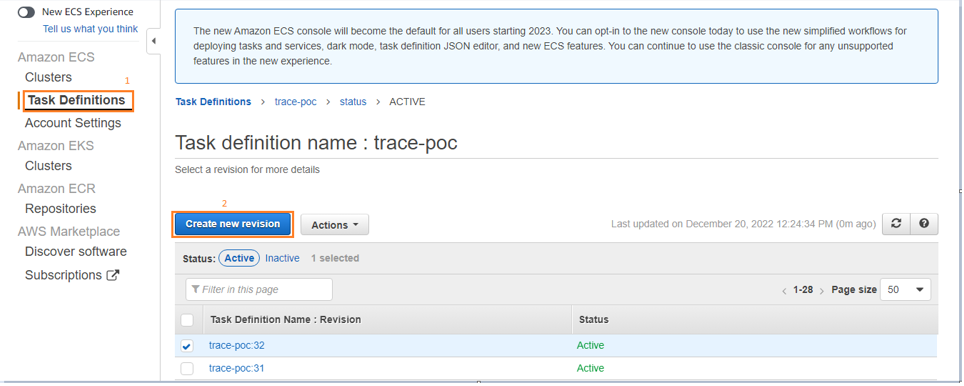 New ECS Experience
Tell us what you think
Amazon ECS
Clusters
1
Task Definitions
Account Settings
Amazon EKS
Clusters
Amazon ECR
Repositories
AWS Marketplace
Discover software
Subscriptions
The new Amazon ECS console will become the default for all users starting 2023. You can opt-in to the new console today to use the new simplified workflows for
deploying tasks and services, dark mode, task definition JSON editor, and new ECS features. You can continue to use the classic console for any unsupported
features in the new experience.
Task Definitions > trace-poc > status > ACTIVE
Task definition name : trace-poc
Select a revision for more details
2
Create new revision Actions Last updated on December 20, 2022 12:24:34 PM (0m ago) ?
Status: Active Inactive 1 selected
Filter in this page < 1-28 > Page size 50
Task Definition Name : Revision Status
trace-poc:32 Active
trace-poc:31 Active